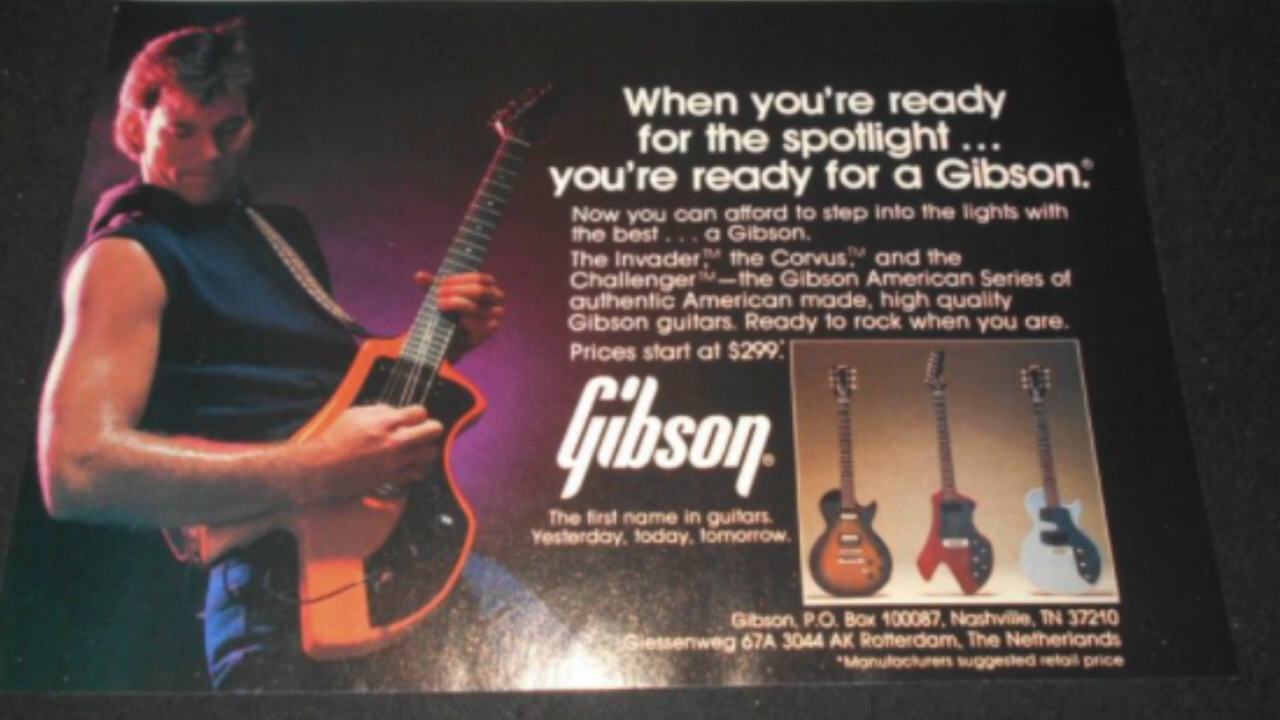 When you're ready
for the spotlight ...
you're ready for a Gibson.®
Now you can afford to step into the lights with
the best . . . a Gibson.
The Invader,™ the Corvus,™ and the
Challenger™—the Gibson American Series of
authentic American made, high quality
Gibson guitars. Ready to rock when you are.
Prices start at $299.*
Gibson®
The first name in guitars.
Yesterday, today, tomorrow.
Gibson, P.O. Box 100087, Nashville, TN 37210
Giessenweg 67A 3044 AK Rotterdam, The Netherlands
*Manufacturers suggested retail price